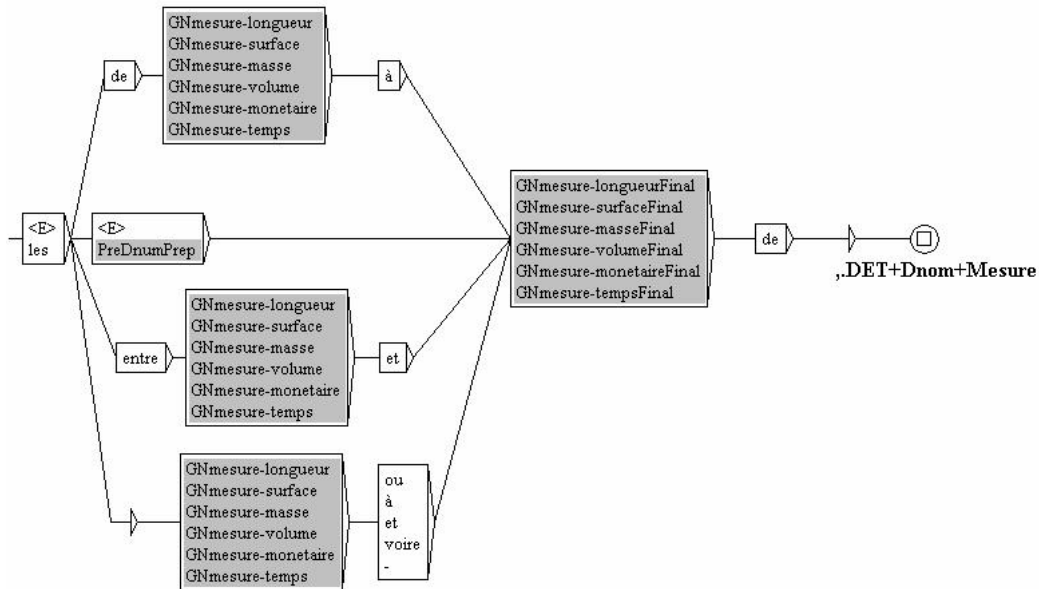 de
GNmesure-longueur
GNmesure-surface
GNmesure-masse
GNmesure-volume
GNmesure-monetaire
GNmesure-temps
à
<E>
les
<E>
PreDnumPrep
GNmesure-longueurFinal
GNmesure-surfaceFinal
GNmesure-masseFinal
GNmesure-volumeFinal
GNmesure-monetaireFinal
GNmesure-tempsFinal
de
,.DET+Dnom+Mesure
entre
GNmesure-longueur
GNmesure-surface
GNmesure-masse
GNmesure-volume
GNmesure-monetaire
GNmesure-temps
et
GNmesure-longueur
GNmesure-surface
GNmesure-masse
GNmesure-volume
GNmesure-monetaire
GNmesure-temps
ou
à
et
voire
-